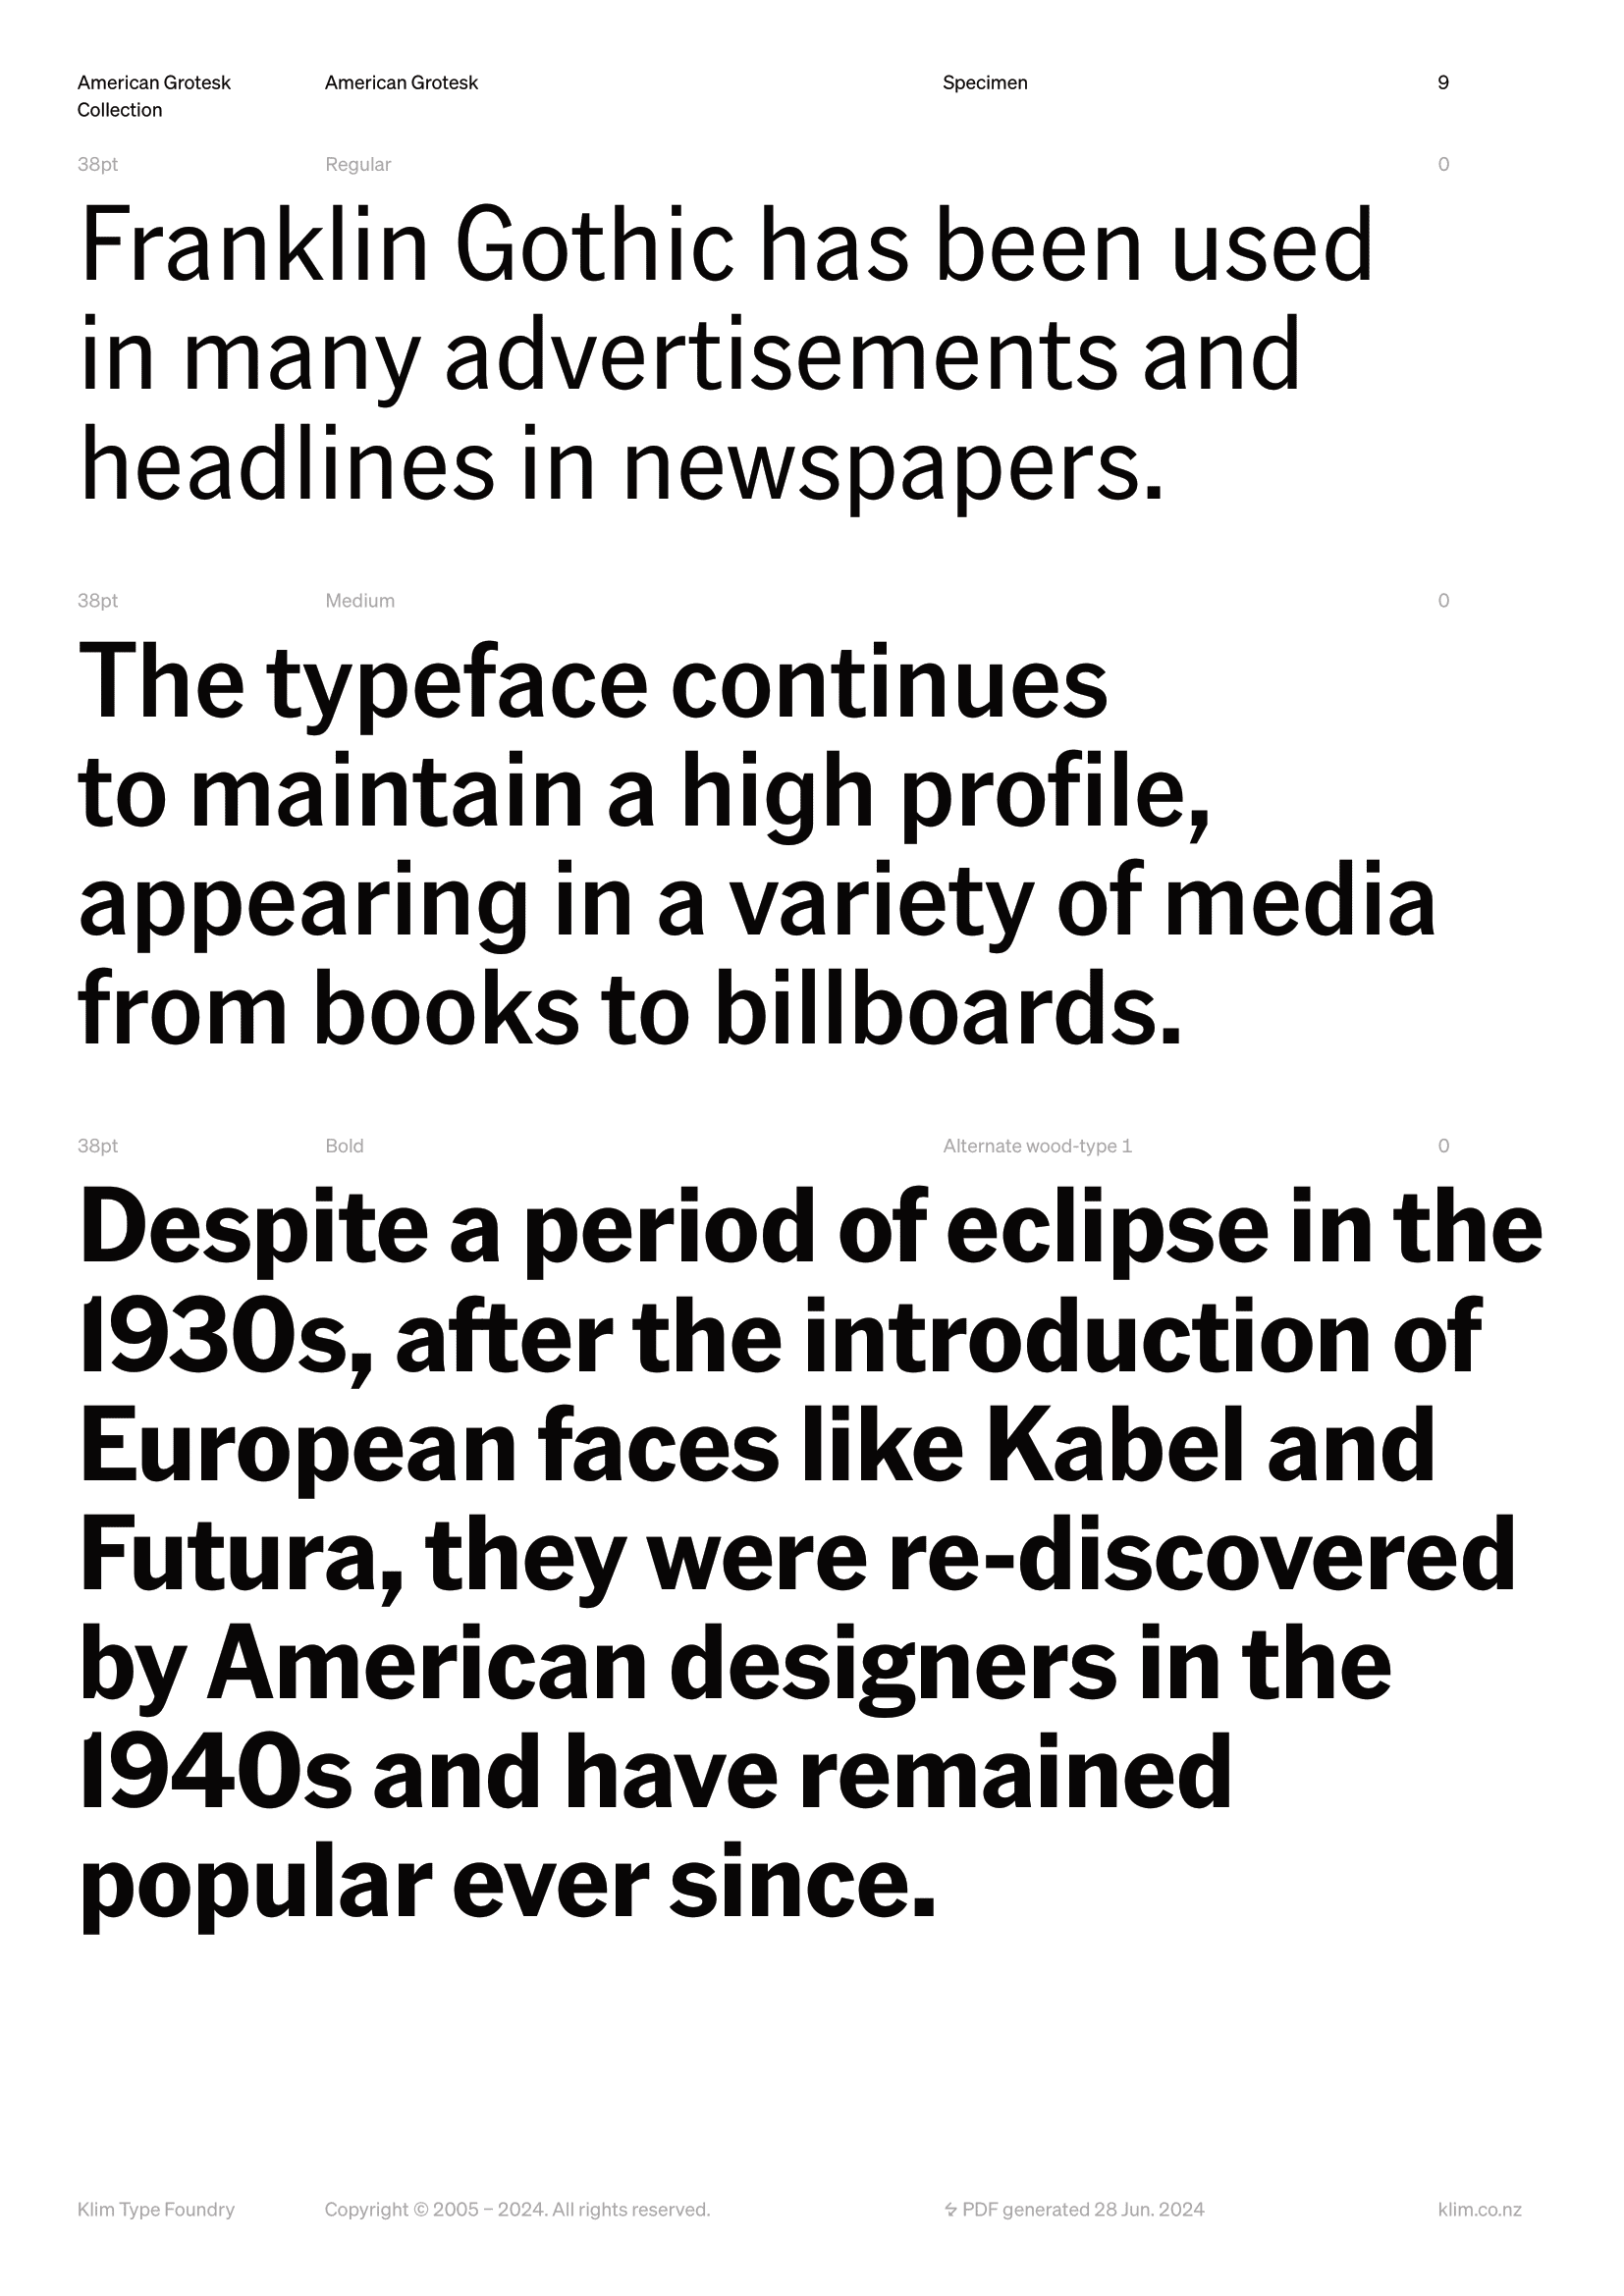 American Grotesk Collection American Grotesk Specimen 9
38pt Regular 0
Franklin Gothic has been used
in many advertisements and
headlines in newspapers.
38pt Medium 0
The typeface continues
to maintain a high profile,
appearing in a variety of media
from books to billboards.
38pt Bold Alternate wood-type 1 0
Despite a period of eclipse in the
1930s, after the introduction of
European faces like Kabel and
Futura, they were re-discovered
by American designers in the
1940s and have remained
popular ever since.
Klim Type Foundry Copyright © 2005 – 2024. All rights reserved. PDF generated 28 Jun. 2024 klim.co.nz